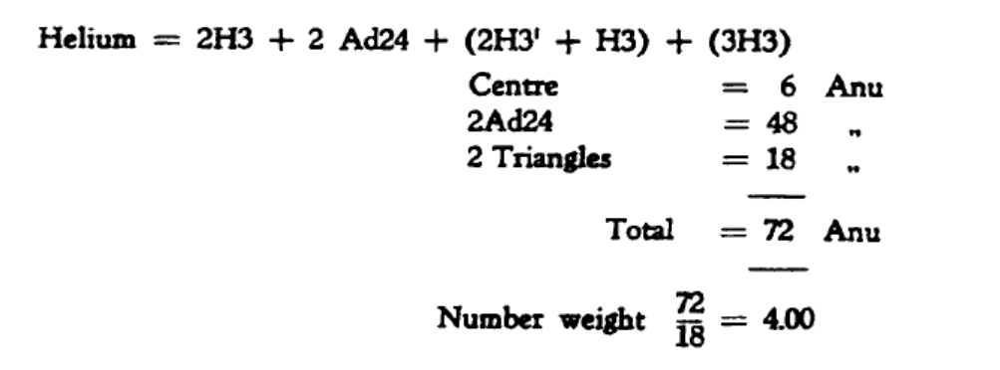 Helium = 2H3 + 2 Ad24 + (2H3' + H3) + (3H3)
Centre = 6 Anu
2Ad24 = 48 „
2 Triangles = 18 „
Total = 72 Anu
Number weight 72/18 = 4.00